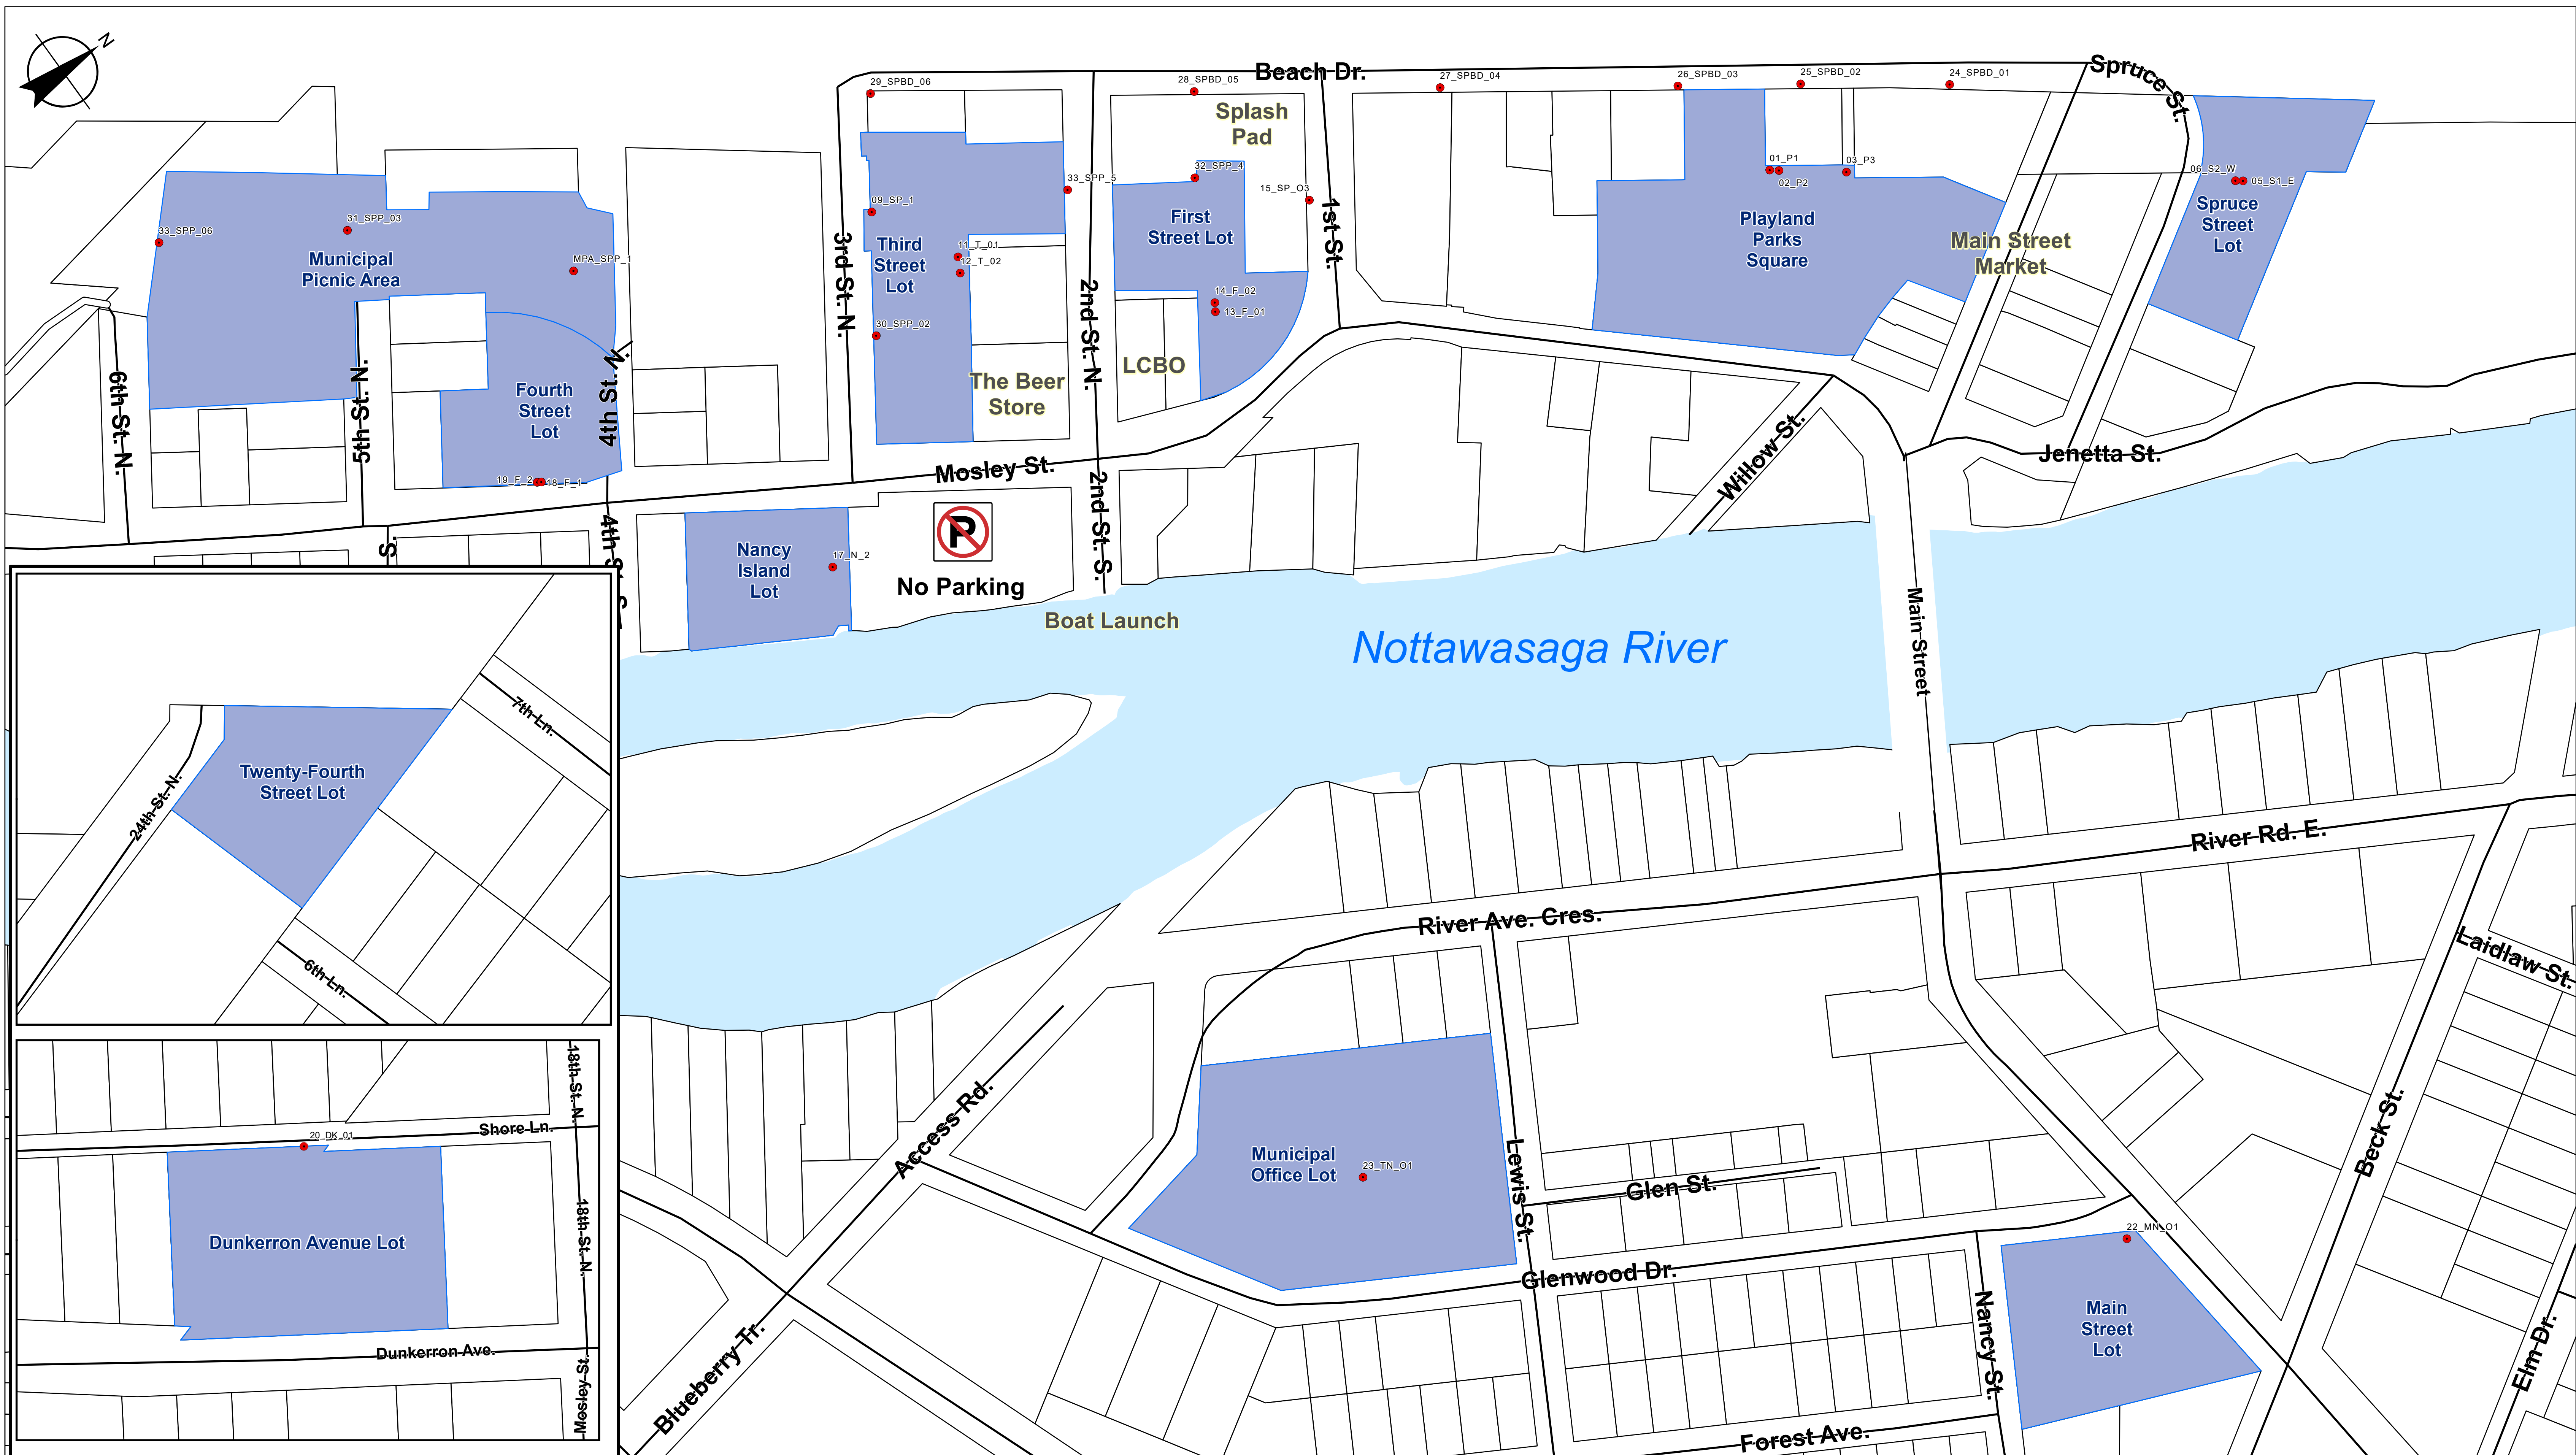 N
Beach Dr.
29_SPBD_06
28_SPBD_05
27_SPBD_04
26_SPBD_03
25_SPBD_02
24_SPBD_01
Spruce St.
Splash
Pad
33_SPP_06
31_SPP_03
MPA_SPP_1
Municipal
Picnic Area
09_SP_1
33_SPP_5
32_SPP_4
15_SP_O3
01_P1
02_P2
03_P3
06_S2_W
05_S1_E
Third
Street
Lot
11_T_01
12_T_02
30_SPP_02
First
Street Lot
14_F_02
13_F_01
Playland
Parks
Square
Main Street
Market
Spruce
Street
Lot
6th St. N.
5th St. N.
4th St. N.
3rd St. N.
2nd St. N.
1st St.
Fourth
Street
Lot
The Beer
Store
LCBO
19_F_2
18_F_1
Mosley St.
Willow St.
Jenetta St.
S.
4th St. S.
2nd St. S.
Nancy
Island
Lot
17_N_2
P
No Parking
Boat Launch
Nottawasaga River
Main Street
7th Ln.
Twenty-Fourth
Street Lot
24th St. N.
6th Ln.
River Rd. E.
River Ave. Cres.
Laidlaw St.
18th St. N.
Shore Ln.
20_DK_01
Dunkerron Avenue Lot
18th St. N.
Dunkerron Ave.
Mosley St.
Access Rd.
Blueberry Tr.
Municipal
Office Lot
23_TN_O1
Lewis St.
Glen St.
Glenwood Dr.
Nancy St.
22_MN_O1
Main
Street
Lot
Beck St.
Elm Dr.
Forest Ave.